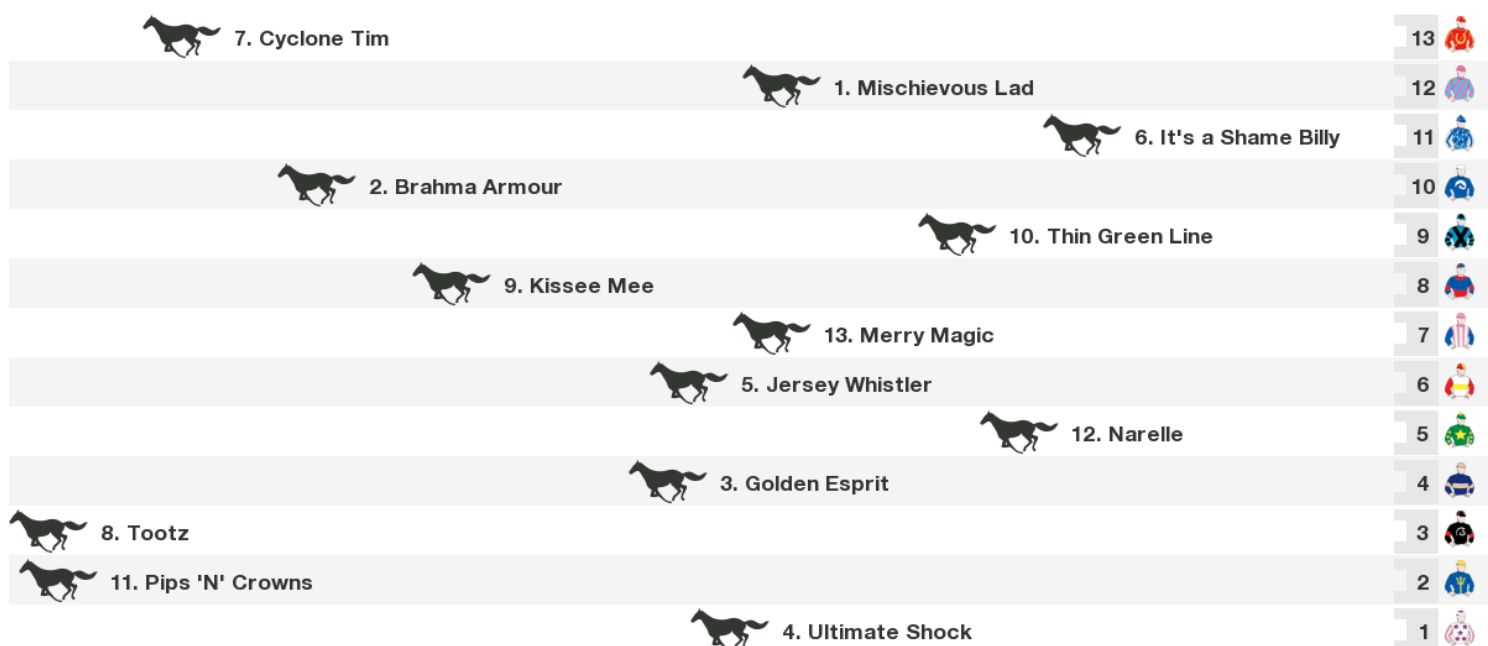 7. Cyclone Tim 13
1. Mischievous Lad 12
6. It's a Shame Billy 11
2. Brahma Armour 10
10. Thin Green Line 9
9. Kissee Mee 8
13. Merry Magic 7
5. Jersey Whistler 6
12. Narelle 5
3. Golden Esprit 4
8. Tootz 3
11. Pips 'N' Crowns 2
4. Ultimate Shock 1